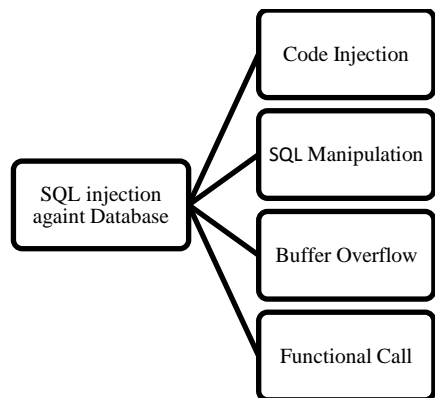 Code Injection
SQL Manipulation
SQL injection
againt Database
Buffer Overflow
Functional Call